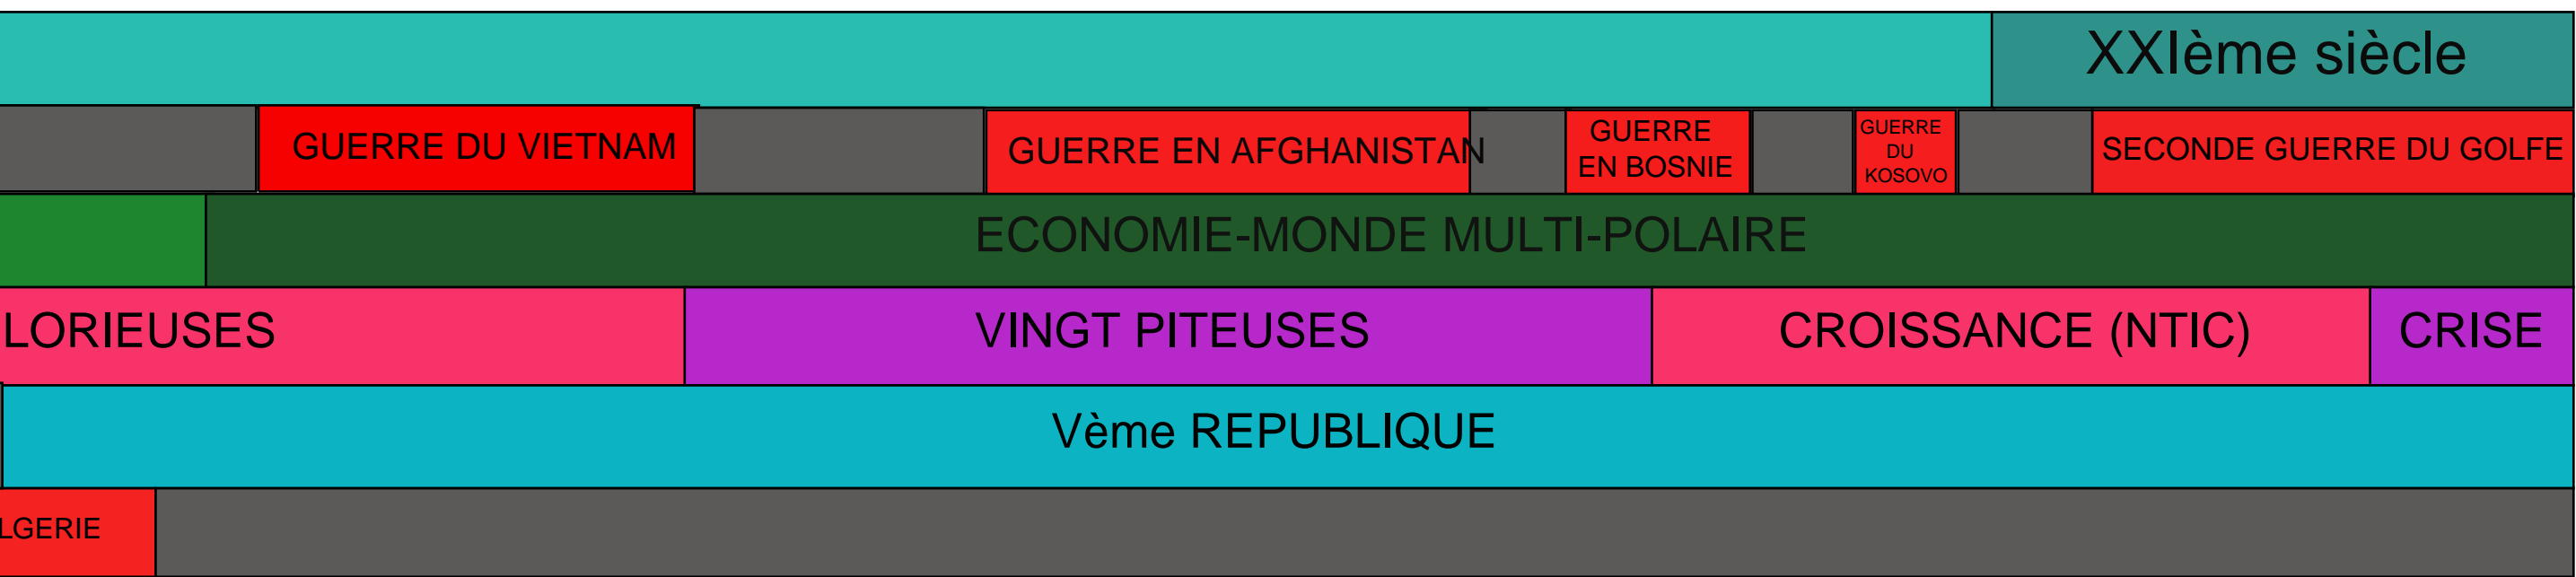 XXIème siècle
GUERRE DU VIETNAM
GUERRE EN AFGHANISTAN
GUERRE
EN BOSNIE
GUERRE
DU
KOSOVO
SECONDE GUERRE DU GOLFE
ECONOMIE-MONDE MULTI-POLAIRE
LORIEUSES
VINGT PITEUSES
CROISSANCE (NTIC)
CRISE
Vème REPUBLIQUE
LGERIE